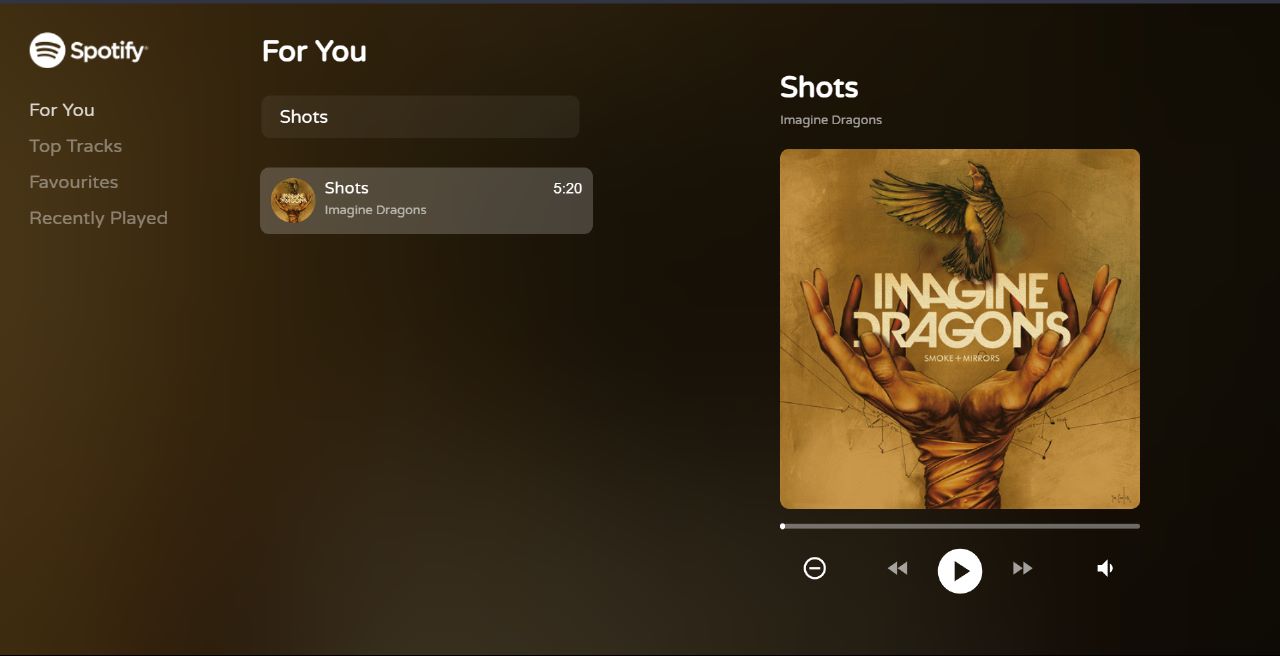 Spotify®
For You
Top Tracks
Favourites
Recently Played
For You
Shots
Shots
5:20
Imagine Dragons
Shots
Imagine Dragons
IMAGINE
DRAGONS
SMOKE + MIRRORS